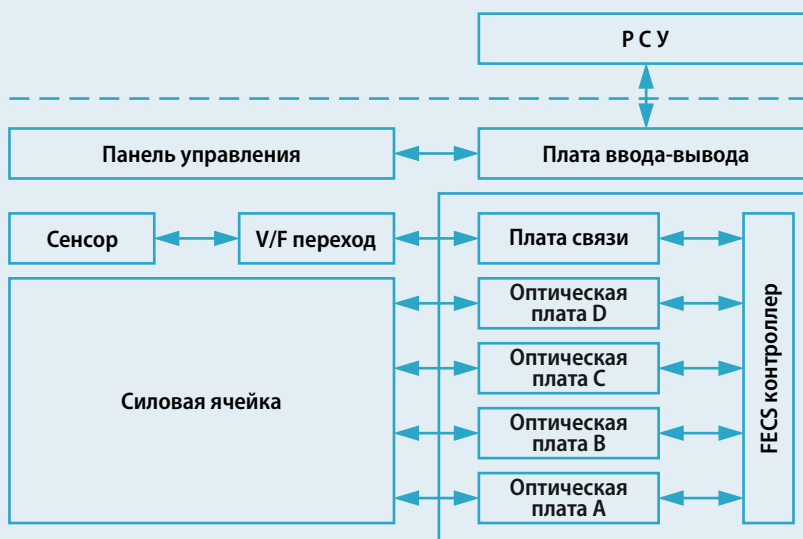 Р С У
Панель управления
Плата ввода-вывода
Сенсор
V/F переход
Плата связи
Силовая ячейка
Оптическая
плата D
Оптическая
плата C
Оптическая
плата B
Оптическая
плата A
FECS контроллер